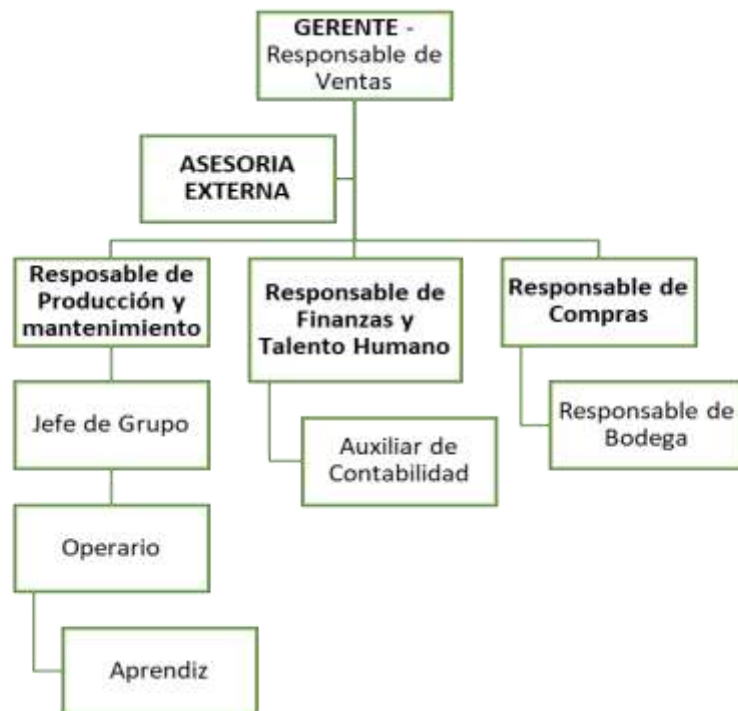 GERENTE -
Responsable de
Ventas
ASESORIA
EXTERNA
Resposable de
Producción y
mantenimiento
Responsable de
Finanzas y
Talento Humano
Responsable de
Compras
Jefe de Grupo
Auxiliar de
Contabilidad
Responsable de
Bodega
Operario
Aprendiz